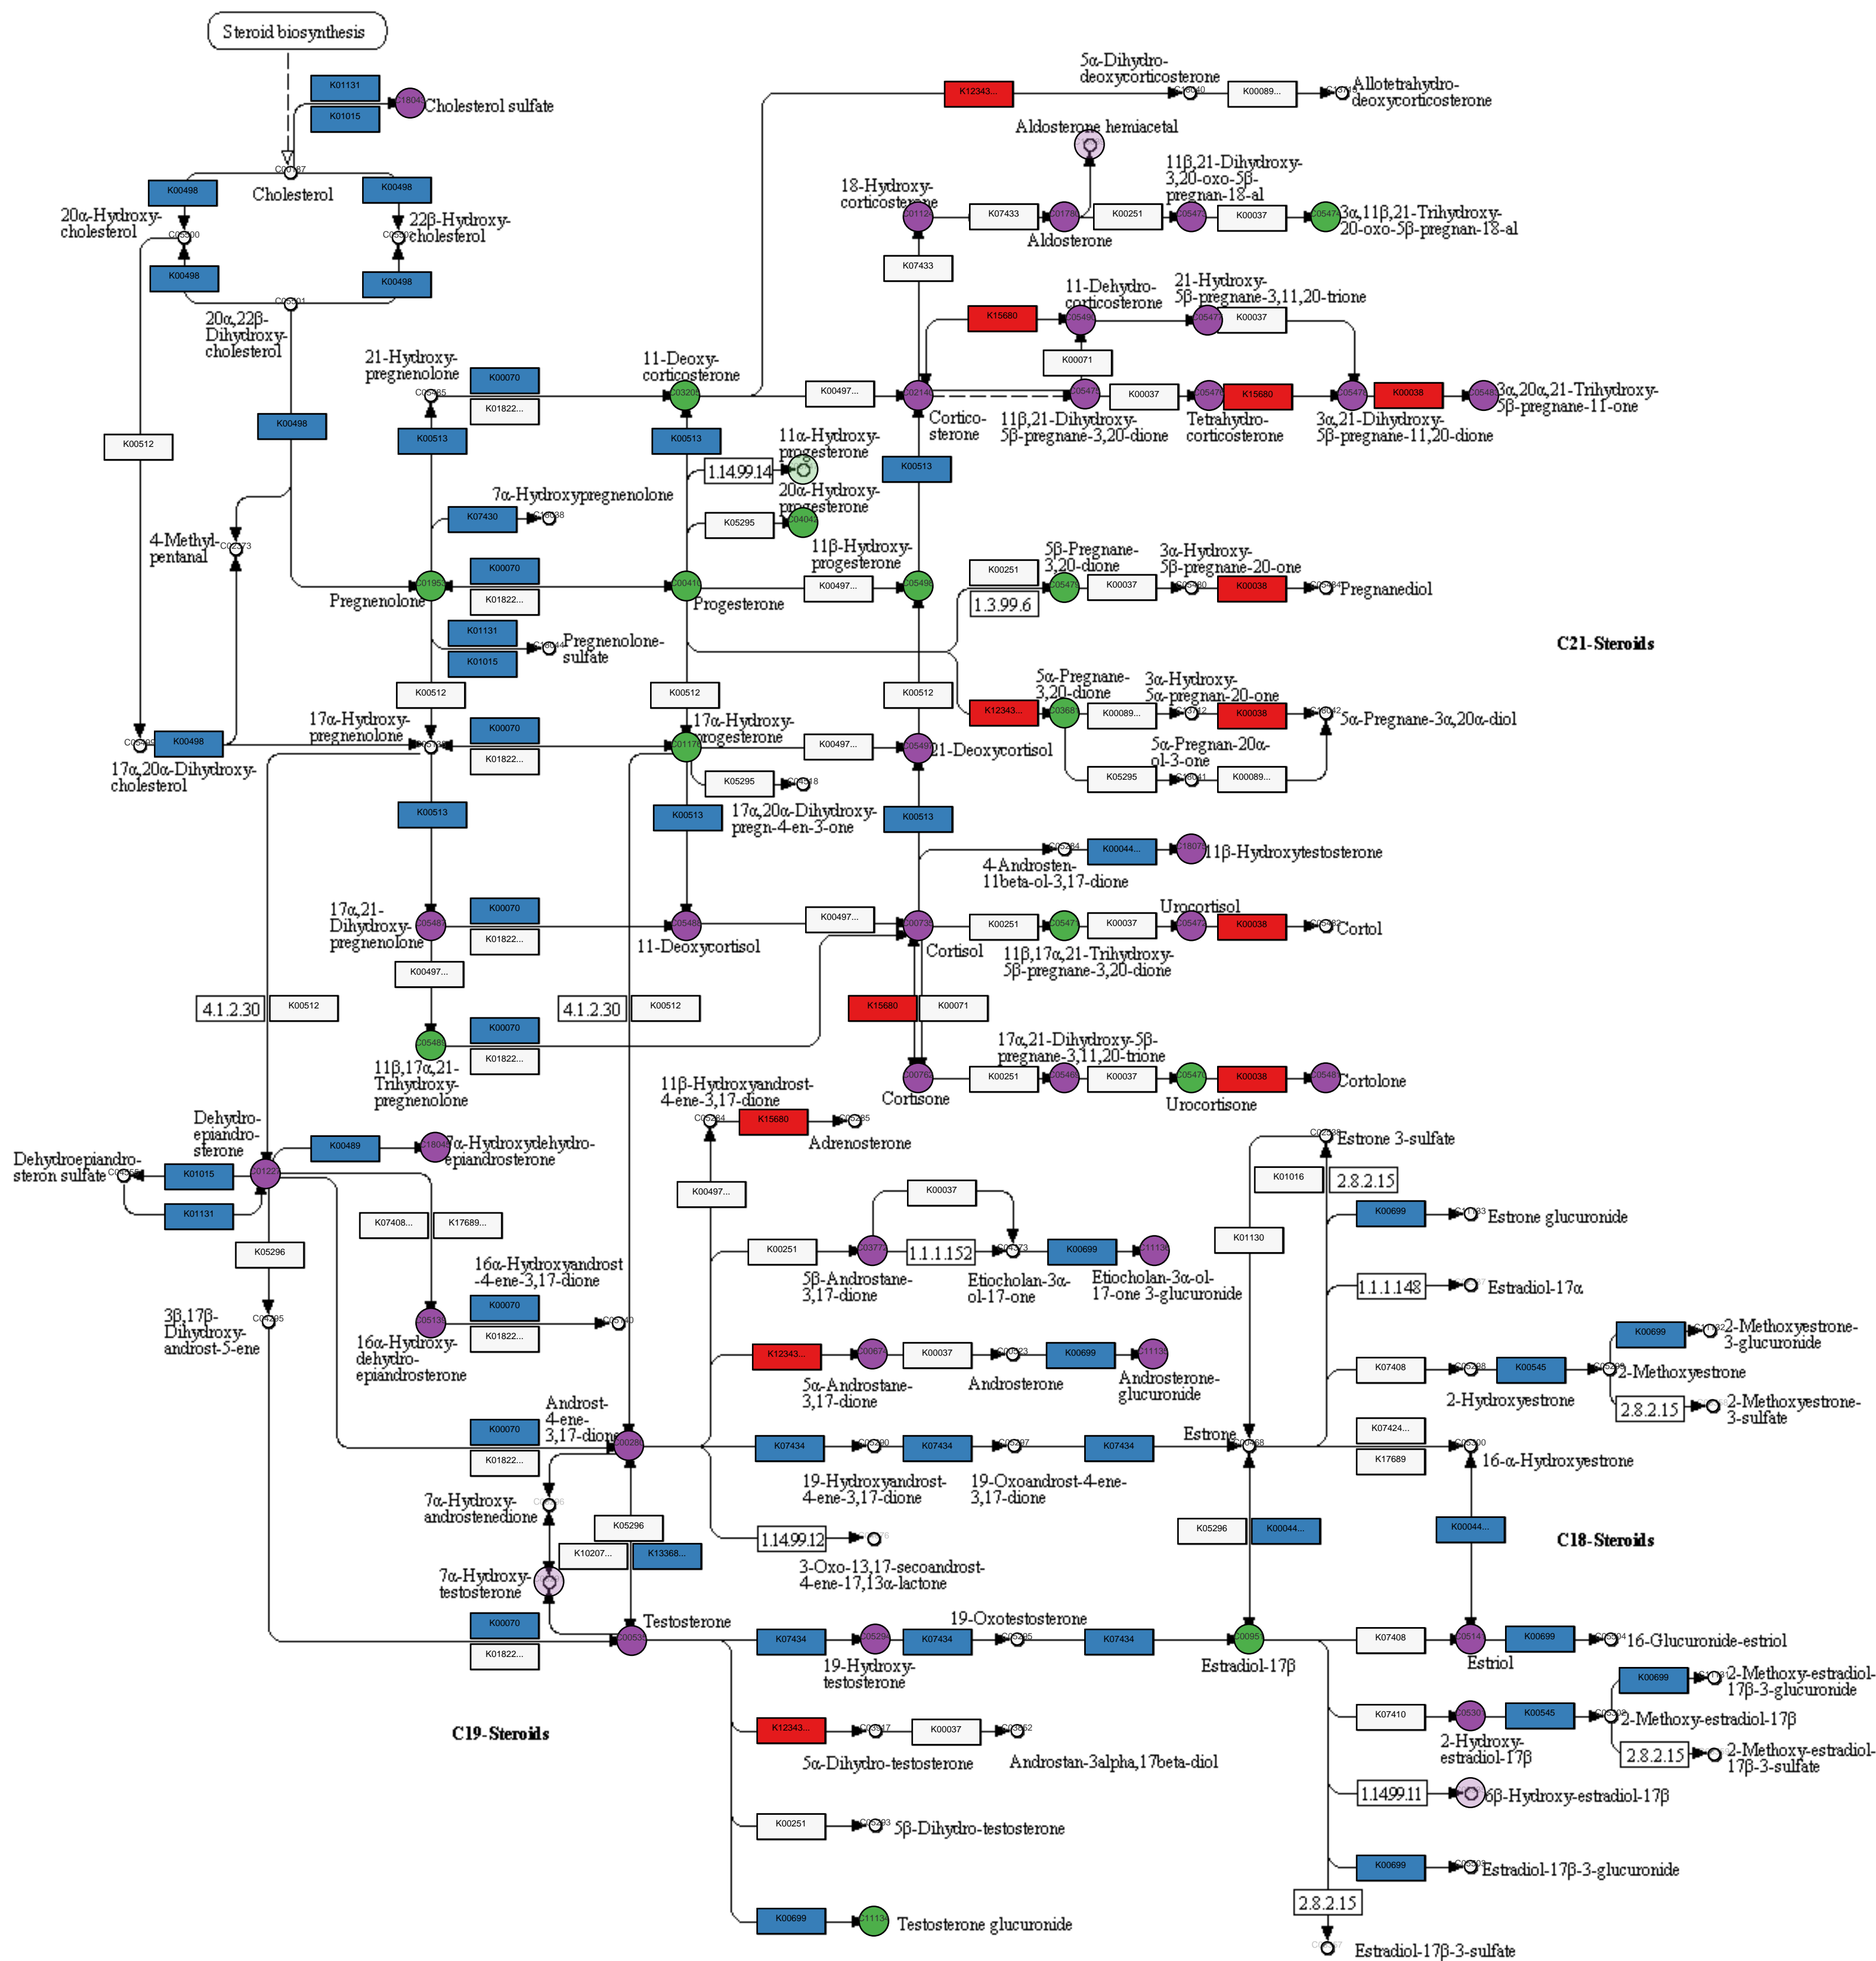 Steroid biosynthesis
K01131
Cholesterol sulfate
K01015
Cholesterol
K00498
K00498
20α-Hydroxy-
cholesterol
22β-Hydroxy-
cholesterol
K00498
K00498
20α,22β-
Dihydroxy-
cholesterol
K00512
K00498
4-Methyl-
pentanal
K00498
17α,20α-Dihydroxy-
cholesterol
21-Hydroxy-
pregnenolone
K00070
K01822...
K00513
7α-Hydroxypregnenolone
K07430
Pregnenolone
K00070
K01822...
K01131
K01015
Pregnenolone-
sulfate
K00512
17α-Hydroxy-
pregnenolone
K00070
K01822...
K00513
17α,21-
Dihydroxy-
pregnenolone
K00070
K01822...
K00497...
K00070
K01822...
11β,17α,21-
Trihydroxy-
pregnenolone
11-Deoxy-
corticosterone
K00513
11α-Hydroxy-
progesterone
1.14.99.14
20α-Hydroxy-
progesterone
K05295
Progesterone
K00512
17α-Hydroxy-
progesterone
K05295
17α,20α-Dihydroxy-
pregn-4-en-3-one
K00513
11-Deoxycortisol
K12343...
5α-Dihydro-
deoxycorticosterone
K00089...
Allotetrahydro-
deoxycorticosterone
Aldosterone hemiacetal
18-Hydroxy-
corticosterone
K07433
Aldosterone
K00251
11β,21-Dihydroxy-
3,20-oxo-5β-
pregnan-18-al
K00037
3α,11β,21-Trihydroxy-
20-oxo-5β-pregnan-18-al
K07433
K15680
11-Dehydro-
corticosterone
21-Hydroxy-
5β-pregnane-3,11,20-trione
K00037
K00071
K00497...
Cortico-
sterone
11β,21-Dihydroxy-
5β-pregnane-3,20-dione
K00037
Tetrahydro-
corticosterone
K15680
3α,21-Dihydroxy-
5β-pregnane-11,20-dione
K00038
3α,20α,21-Trihydroxy-
5β-pregnane-11-one
K00513
11β-Hydroxy-
progesterone
K00497...
K00251
1.3.99.6
5β-Pregnane-
3,20-dione
K00037
3α-Hydroxy-
5β-pregnane-20-one
K00038
Pregnanediol
C21-Steroids
K00512
K12343...
5α-Pregnane-
3,20-dione
K00089...
3α-Hydroxy-
5α-pregnan-20-one
K00038
5α-Pregnane-3α,20α-diol
K05295
5α-Pregnan-20α-
ol-3-one
K00089...
K00497...
21-Deoxycortisol
K00513
4-Androsten-
11beta-ol-3,17-dione
K00044...
11β-Hydroxytestosterone
K00497...
Cortisol
K00251
11β,17α,21-Trihydroxy-
5β-pregnane-3,20-dione
K00037
Urocortisol
K00038
Cortol
K15680
K00071
Cortisone
K00251
17α,21-Dihydroxy-5β-
pregnane-3,11,20-trione
K00037
Urocortisone
K00038
Cortolone
4.1.2.30
K00512
4.1.2.30
K00512
Dehydro-
epiandro-
sterone
K00489
7α-Hydroxydehydro-
epiandrosterone
Dehydroepiandro-
steron sulfate
K01015
K01131
K05296
K07408...
K17689...
3β,17β-
Dihydroxy-
androst-5-ene
16α-Hydroxyandrost
-4-ene-3,17-dione
K00070
K01822...
16α-Hydroxy-
dehydro-
epiandrosterone
Androst-
4-ene-
3,17-dione
K00070
K01822...
7α-Hydroxy-
androstenedione
K05296
K10207...
K13368...
7α-Hydroxy-
testosterone
K00070
K01822...
Testosterone
11β-Hydroxyandrost-
4-ene-3,17-dione
K15680
Adrenosterone
K00497...
K00037
K00251
5β-Androstane-
3,17-dione
1.1.1.152
Etiocholan-3α-
ol-17-one
K00699
Etiocholan-3α-ol-
17-one 3-glucuronide
K12343...
5α-Androstane-
3,17-dione
K00037
Androsterone
K00699
Androsterone-
glucuronide
K07434
19-Hydroxyandrost-
4-ene-3,17-dione
K07434
19-Oxoandrost-4-ene-
3,17-dione
K07434
Estrone
1.14.99.12
3-Oxo-13,17-secoandrost-
4-ene-17,13α-lactone
K07434
19-Hydroxy-
testosterone
K07434
19-Oxotestosterone
K07434
Estradiol-17β
C19-Steroids
K12343...
5α-Dihydro-testosterone
K00037
Androstan-3alpha,17beta-diol
K00251
5β-Dihydro-testosterone
K00699
Testosterone glucuronide
Estrone 3-sulfate
K01016
2.8.2.15
K01130
K00699
Estrone glucuronide
1.1.1.148
Estradiol-17α
K07408
2-Hydroxyestrone
K00545
K00699
2-Methoxyestrone-
3-glucuronide
2-Methoxyestrone
2.8.2.15
2-Methoxyestrone-
3-sulfate
K07424...
K17689
16-α-Hydroxyestrone
K05296
K00044...
K00044...
C18-Steroids
K07408
Estriol
K00699
16-Glucuronide-estriol
K07410
2-Hydroxy-
estradiol-17β
K00545
K00699
2-Methoxy-estradiol-
17β-3-glucuronide
2-Methoxy-estradiol-17β
2.8.2.15
2-Methoxy-estradiol-
17β-3-sulfate
1.14.99.11
6β-Hydroxy-estradiol-17β
K00699
Estradiol-17β-3-glucuronide
2.8.2.15
Estradiol-17β-3-sulfate